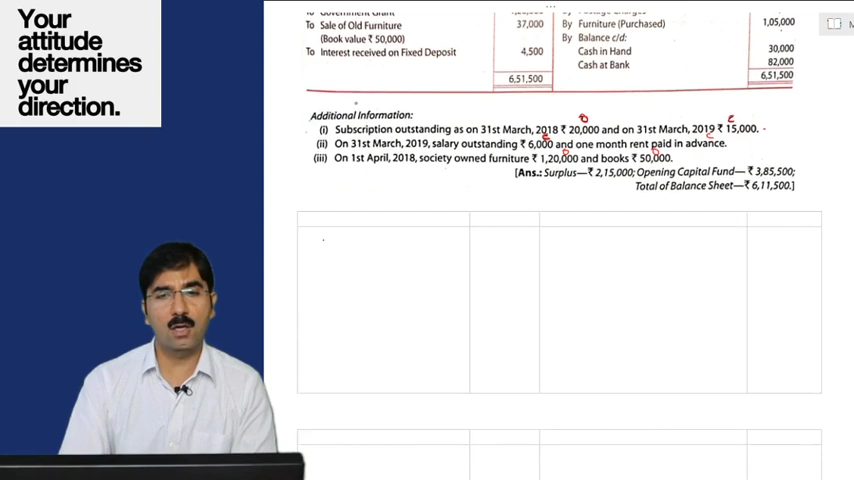 Your
attitude
determines
your
direction.
To Government Grant
By Postage Charges
To Sale of Old Furniture 37,000 By Furniture (Purchased) 1,05,000
(Book value ₹ 50,000) By Balance c/d:
To Interest received on Fixed Deposit 4,500 Cash in Hand 30,000
Cash at Bank 82,000
6,51,500 6,51,500
Additional Information:
(i) Subscription outstanding as on 31st March, 2018 ₹ 20,000 and on 31st March, 2019 ₹ 15,000.
(ii) On 31st March, 2019, salary outstanding ₹ 6,000 and one month rent paid in advance.
(iii) On 1st April, 2018, society owned furniture ₹ 1,20,000 and books ₹ 50,000.
[Ans.: Surplus—₹ 2,15,000; Opening Capital Fund—₹ 3,85,500;
Total of Balance Sheet—₹ 6,11,500.]